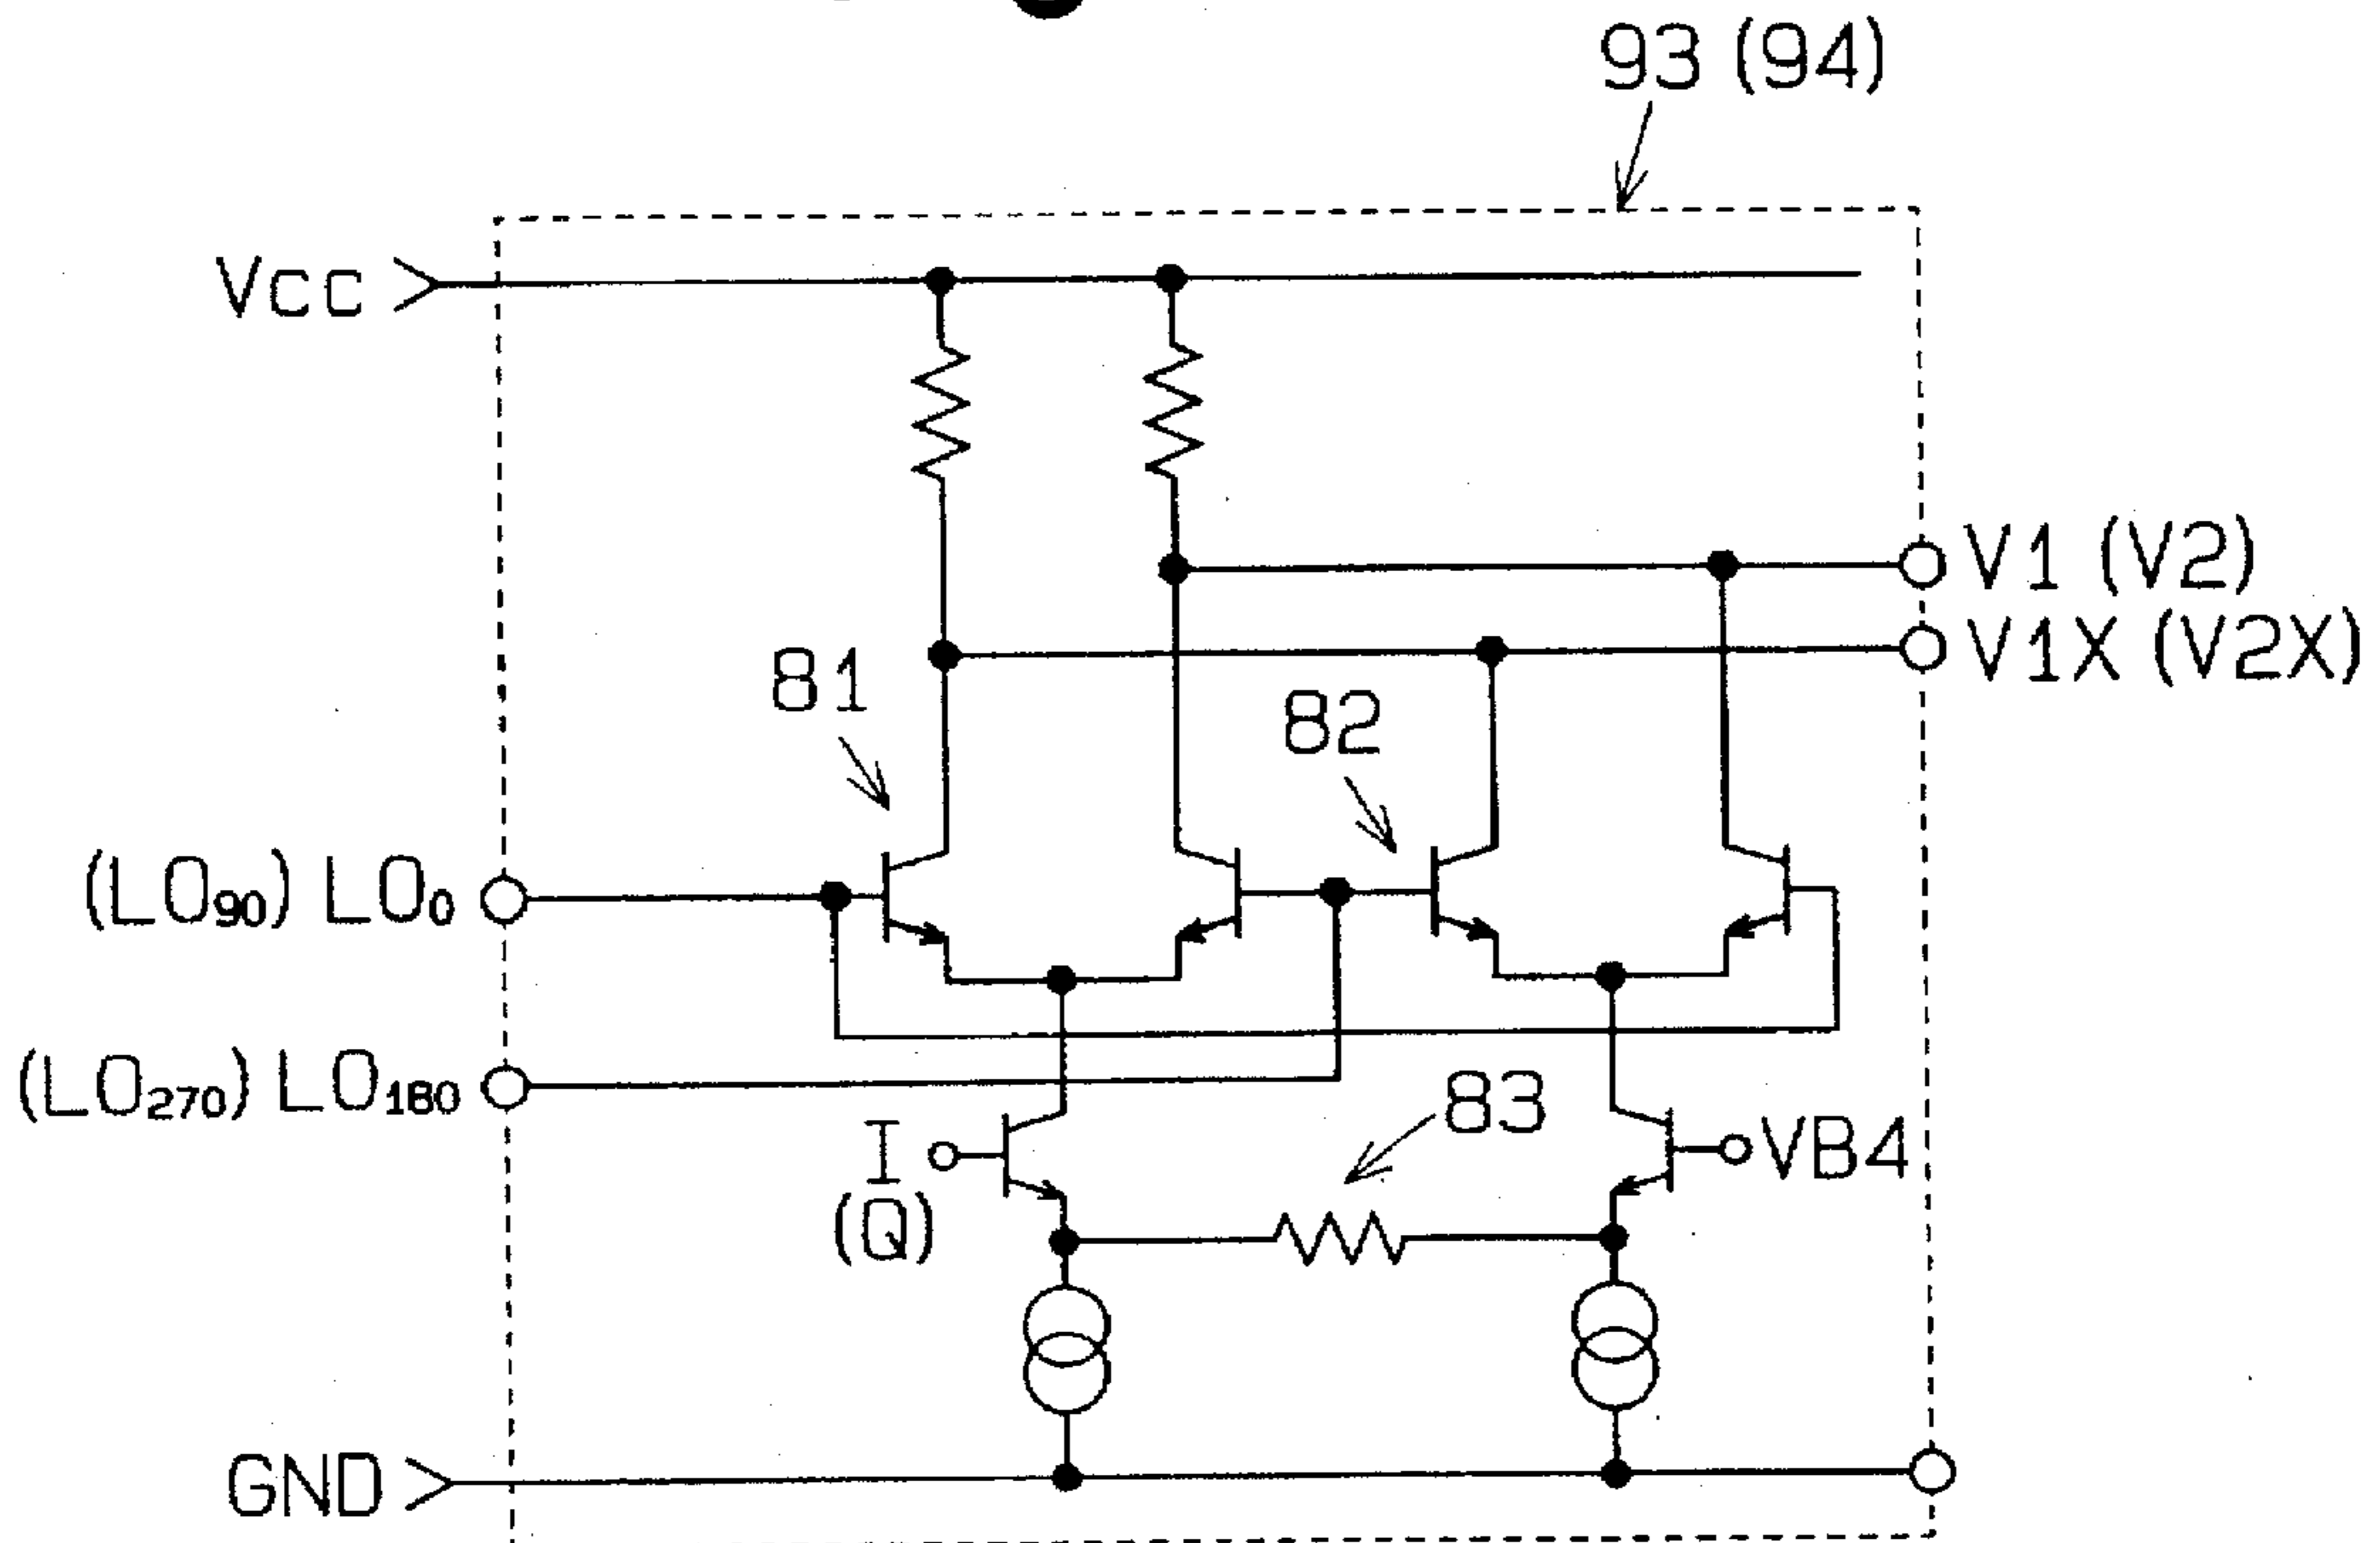 93 (94)
Vcc
V1 (V2)
V1X (V2X)
81
82
(LO90) LO0
(LO270) LO180
83
I
(Q)
VB4
GND